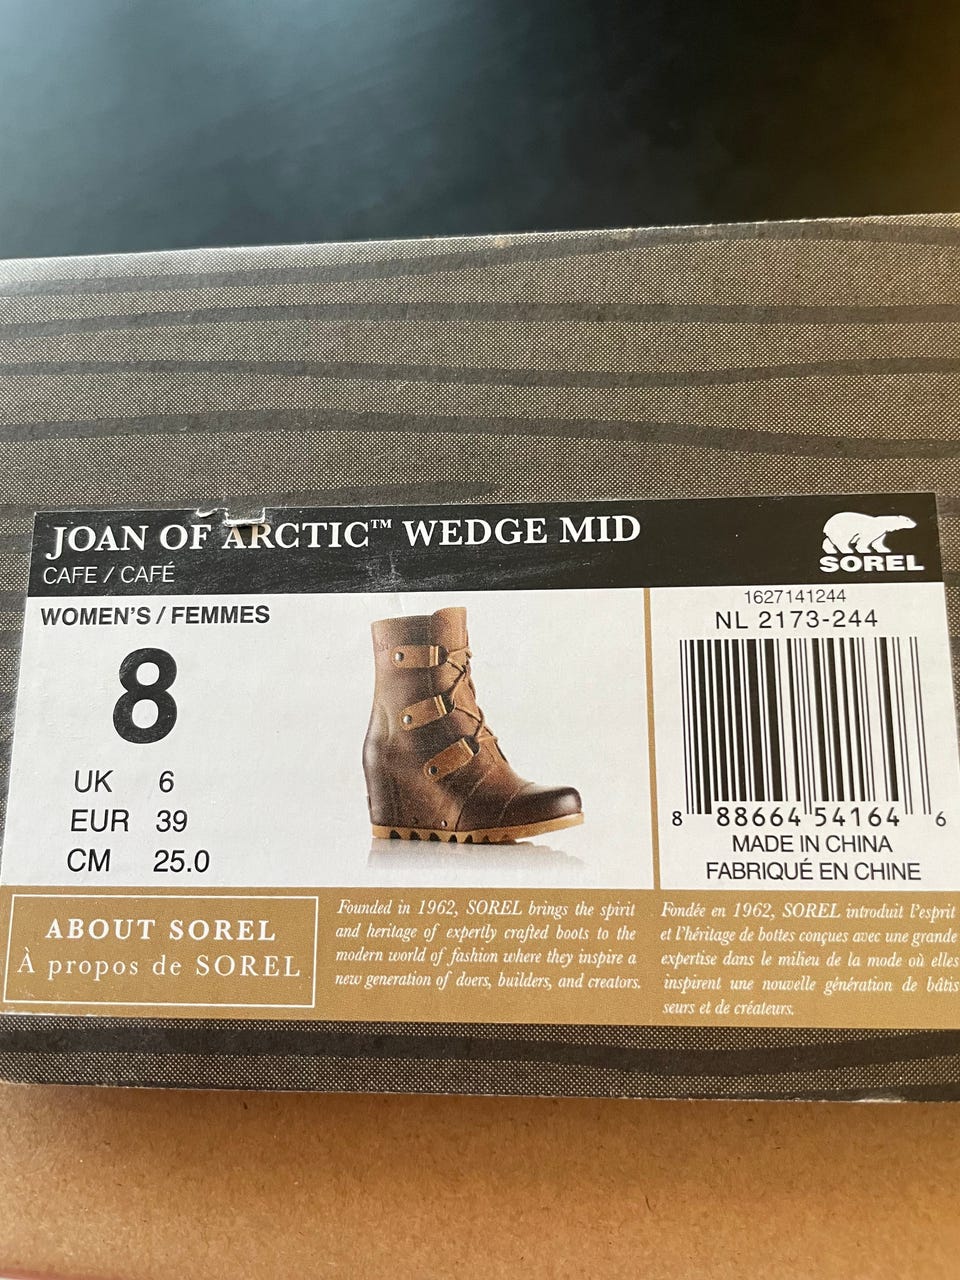 JOAN OF ARCTIC™ WEDGE MID
CAFE / CAFÉ
SOREL
WOMEN'S / FEMMES
8
UK 6
EUR 39
CM 25.0
1627141244
NL 2173-244
8 88664 54164 6
MADE IN CHINA
FABRIQUÉ EN CHINE
ABOUT SOREL
À propos de SOREL
Founded in 1962, SOREL brings the spirit
and heritage of expertly crafted boots to the
modern world of fashion where they inspire a
new generation of doers, builders, and creators.
Fondée en 1962, SOREL introduit l'esprit
et l'héritage de bottes conçues avec une grande
expertise dans le milieu de la mode où elles
inspirent une nouvelle génération de bâtis
seurs et de créateurs.